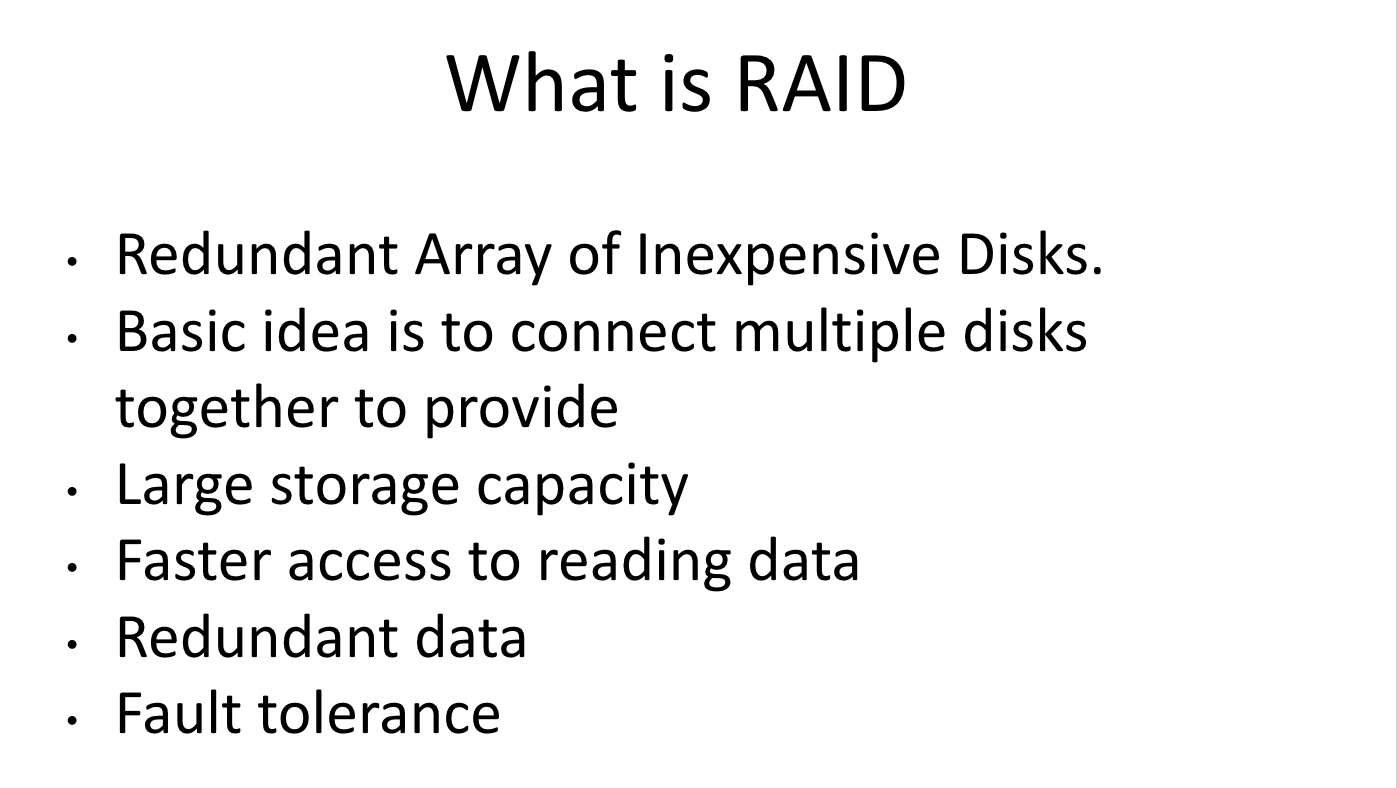 What is RAID
• Redundant Array of Inexpensive Disks.
• Basic idea is to connect multiple disks
together to provide
• Large storage capacity
• Faster access to reading data
• Redundant data
• Fault tolerance